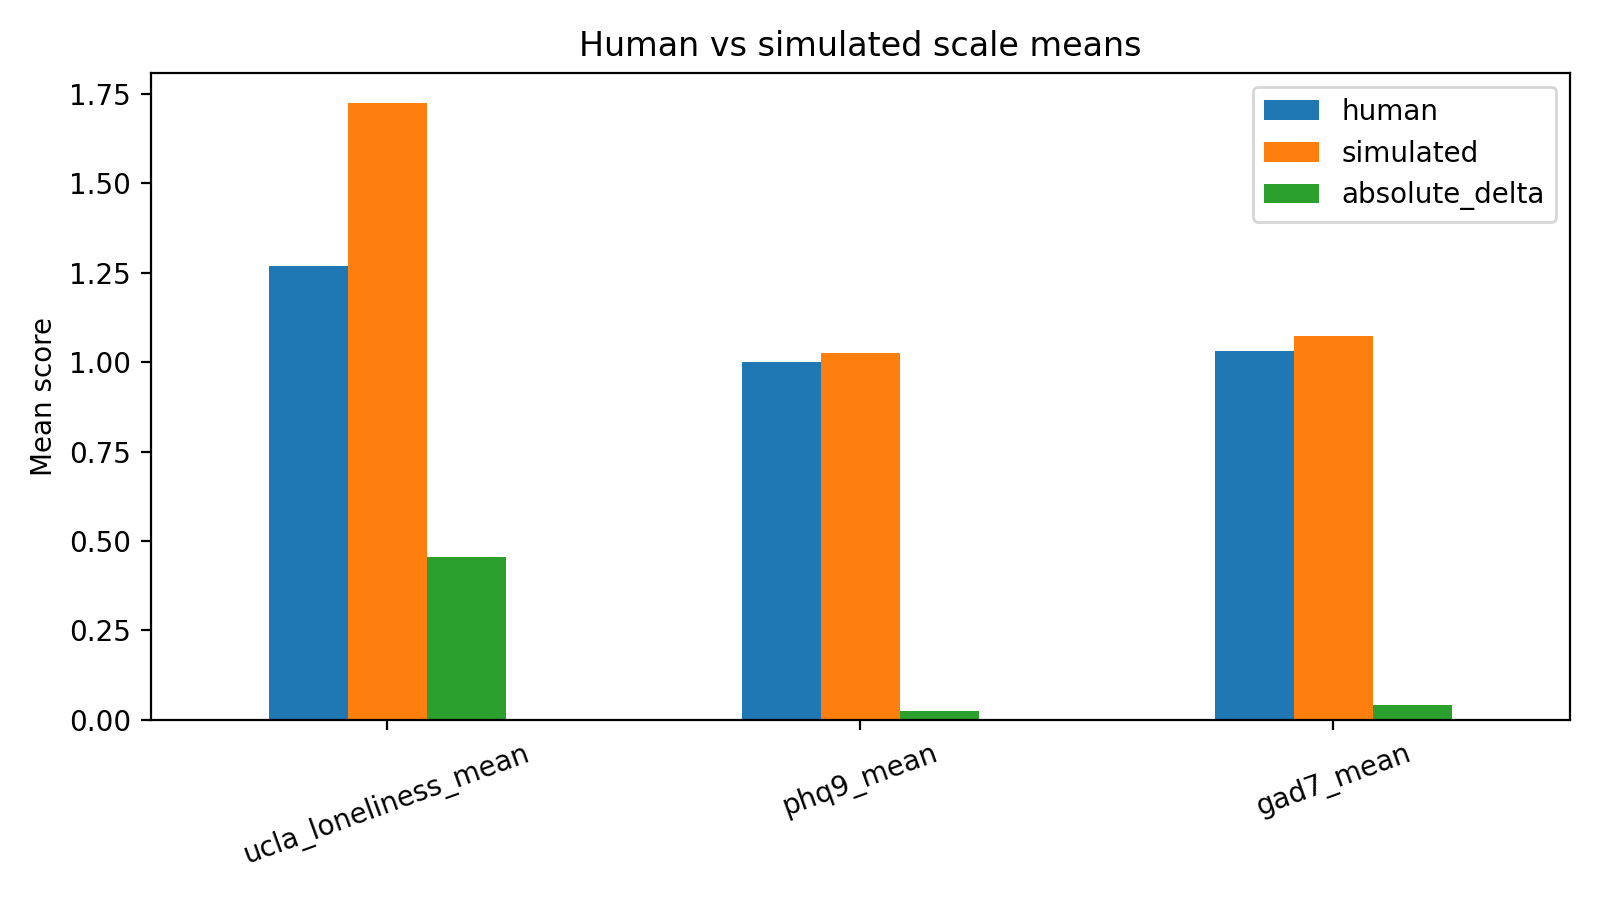 Human vs simulated scale means
human
simulated
absolute_delta
Mean score
1.75
1.50
1.25
1.00
0.75
0.50
0.25
0.00
ucla_loneliness_mean
phq9_mean
gad7_mean